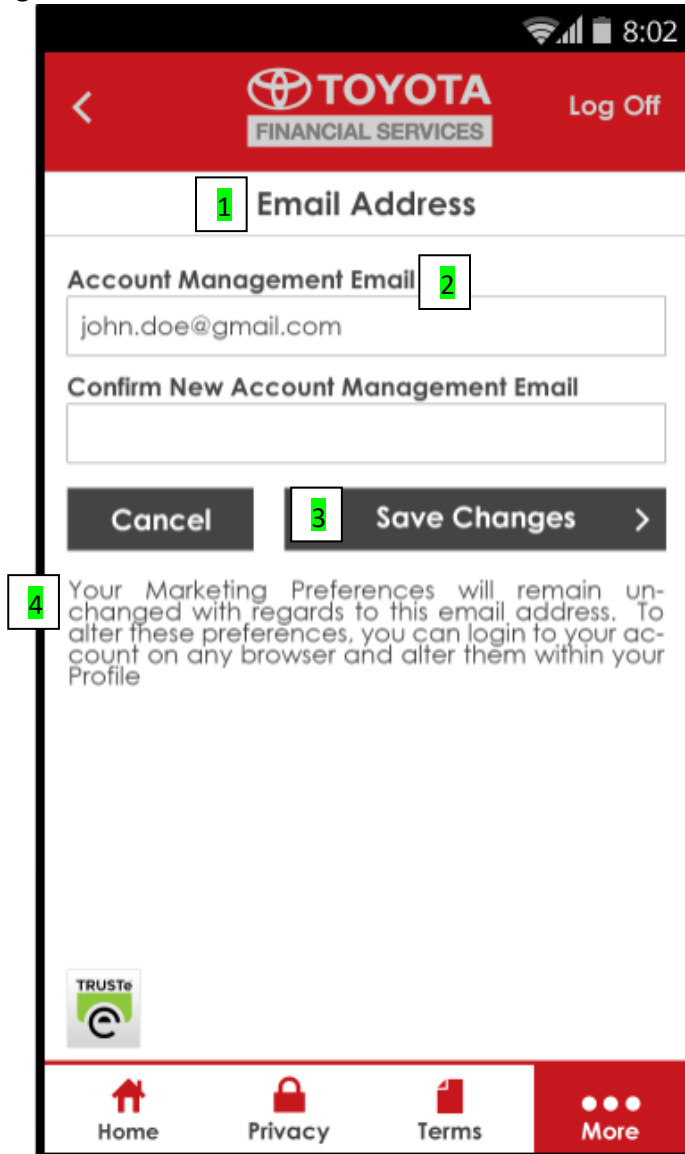 8:02
TOYOTA
FINANCIAL SERVICES
Log Off
1 Email Address
Account Management Email 2
john.doe@gmail.com
Confirm New Account Management Email
Cancel
3 Save Changes
4 Your Marketing Preferences will remain un-
changed with regards to this email address. To
alter these preferences, you can login to your ac-
count on any browser and alter them within your
Profile
TRUSTe
Home Privacy Terms More